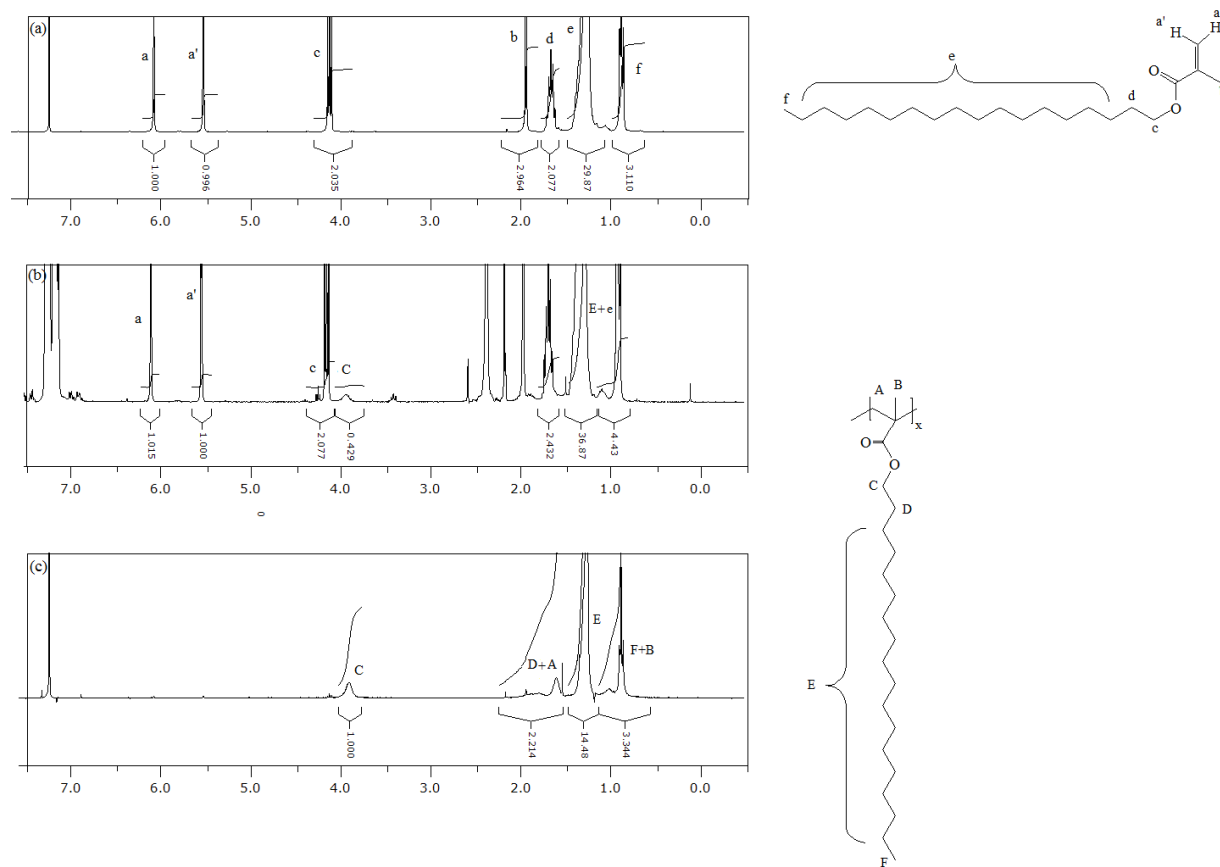 (a)
a
a'
c
b
d
e
f
1.000
0.996
2.035
2.964
2.077
29.87
3.110
7.0 6.0 5.0 4.0 3.0 2.0 1.0 0.0
a
a'
H
H
e
O
O
f
d
c
(b)
a
a'
c
C
E+e
1.015
1.000
2.077
0.429
2.432
36.87
4.43
7.0 6.0 5.0 4.0 3.0 2.0 1.0 0.0
0
(c)
C
D+A
E
F+B
1.000
2.214
14.48
3.344
7.0 6.0 5.0 4.0 3.0 2.0 1.0 0.0
A
B
x
O
O
C
D
E
F